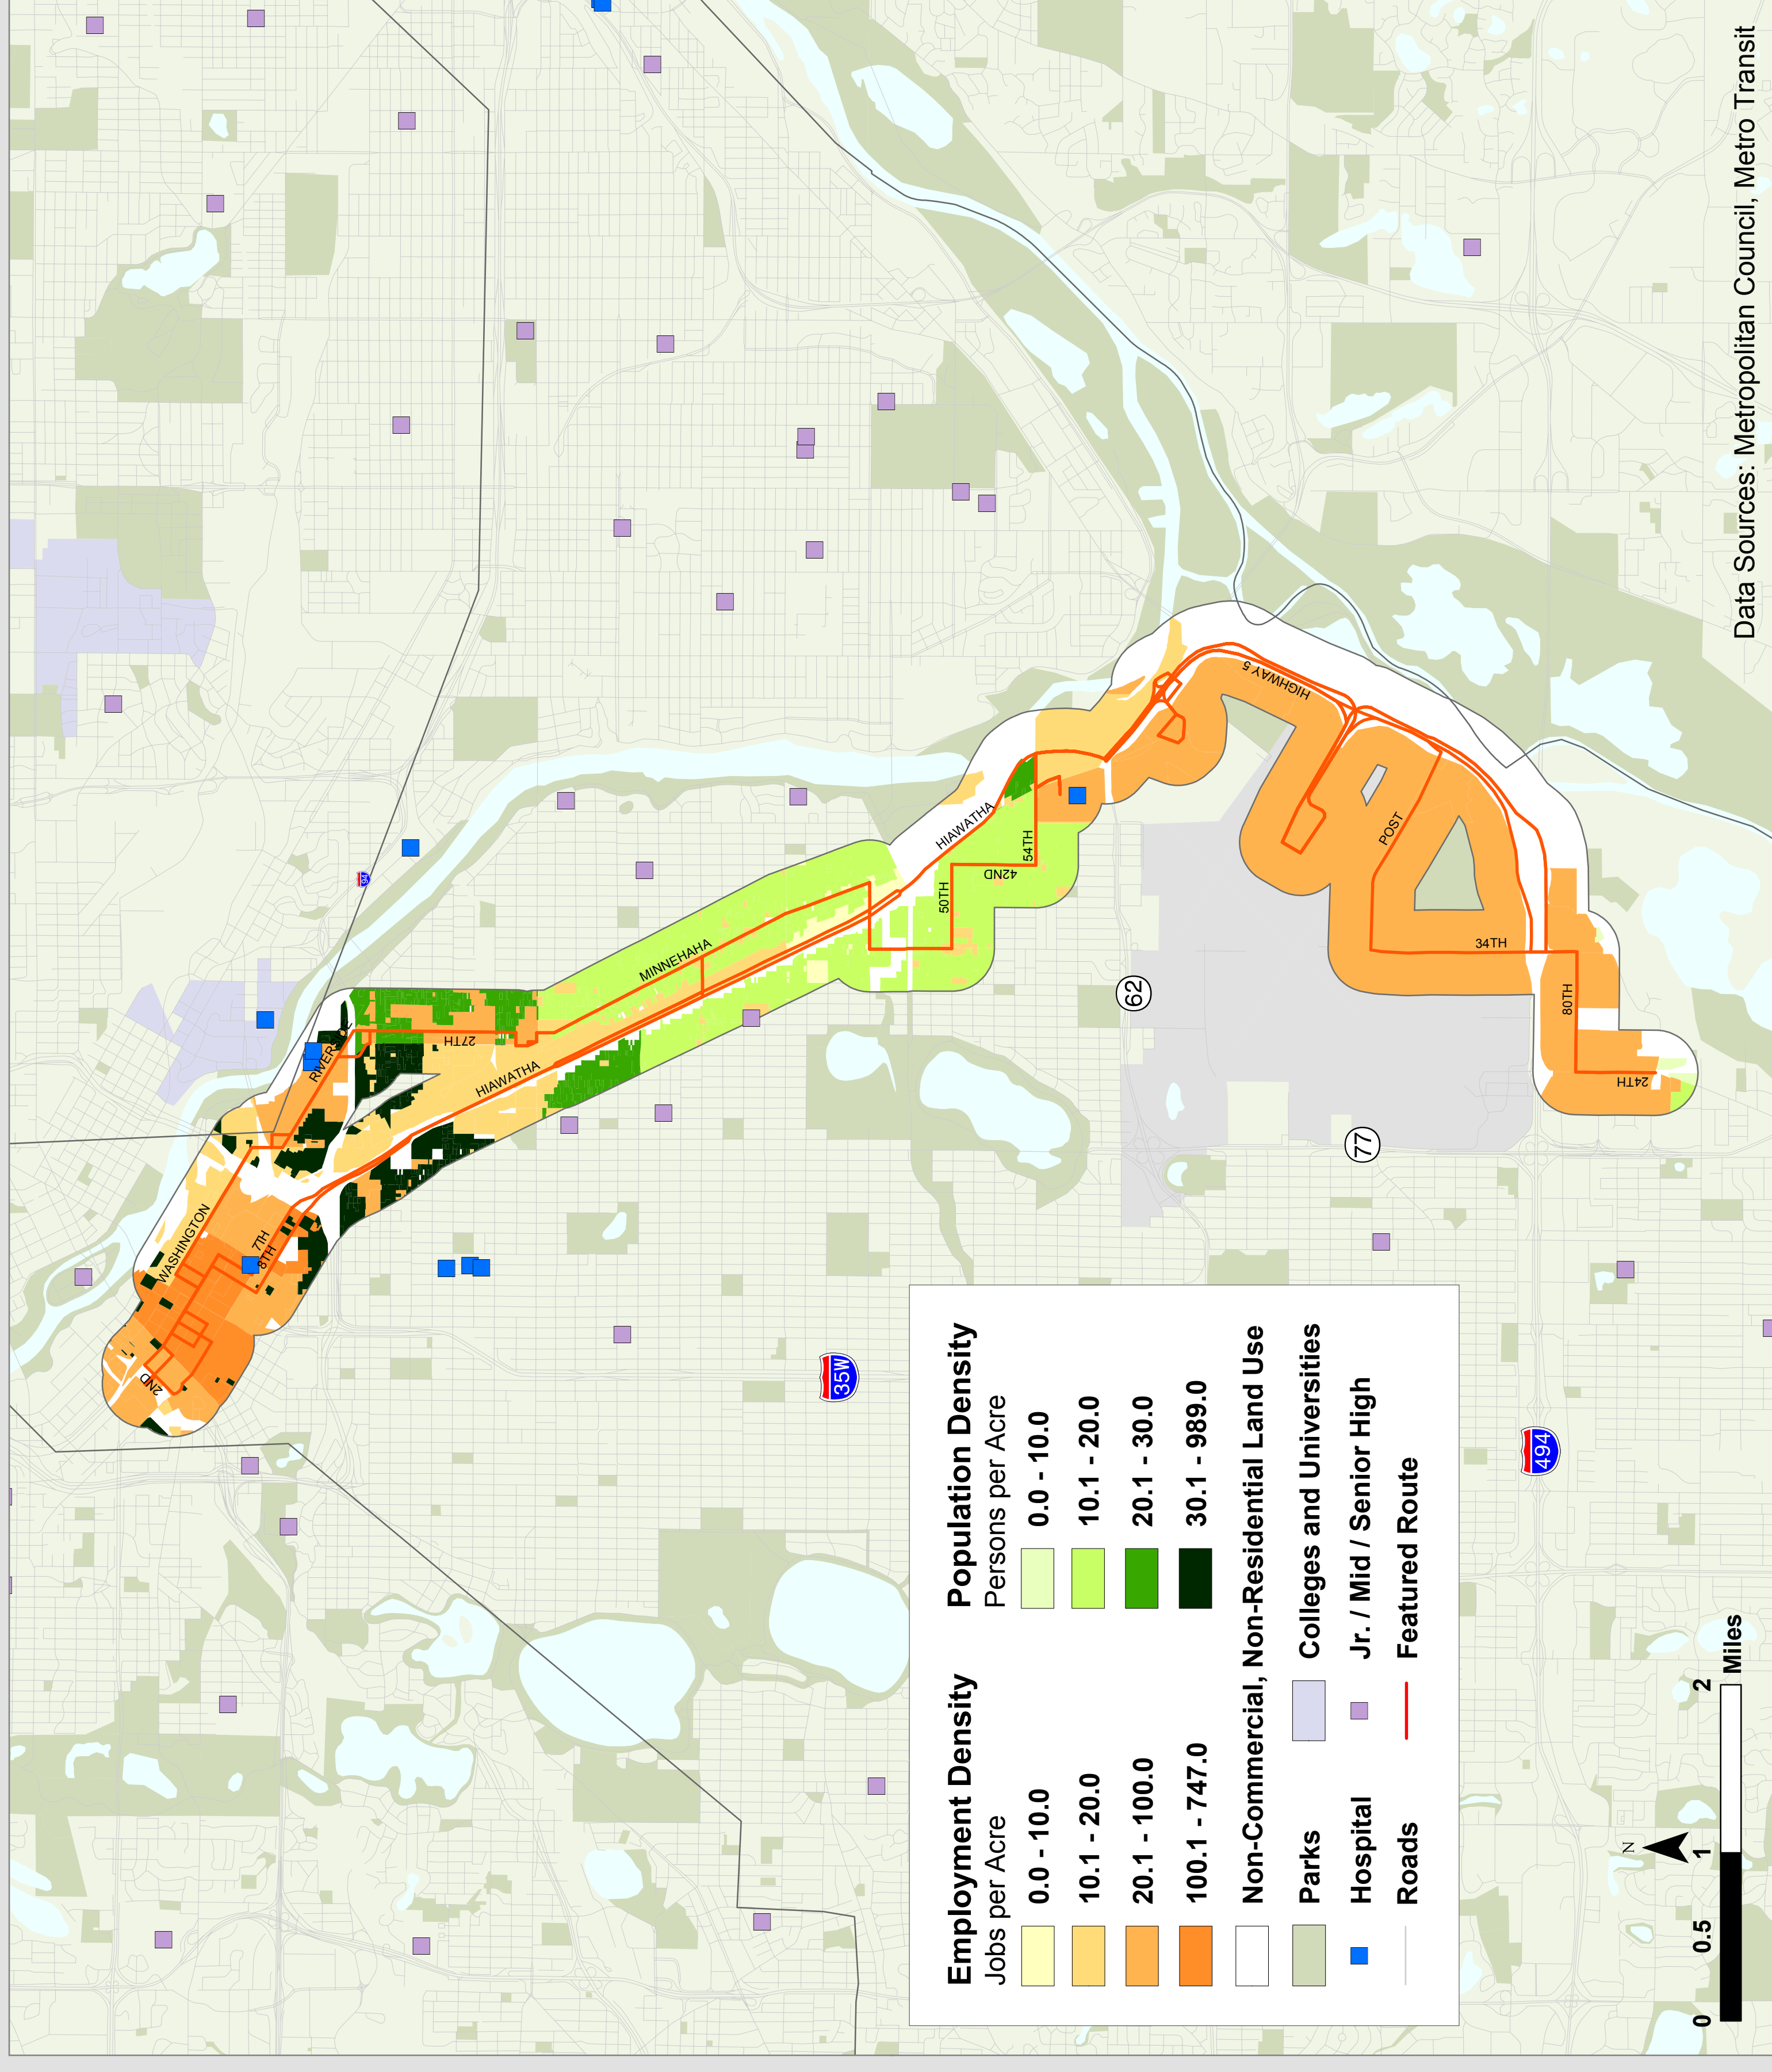 WASHINGTON
2ND
7TH
8TH
27TH
HIAWATHA
MINNEHAHA
HIAWATHA
50TH
42ND
54TH
HIGHWAY 5
POST
34TH
80TH
24TH
62
77
35W
494
Employment Density
Jobs per Acre
0.0 - 10.0
10.1 - 20.0
20.1 - 100.0
100.1 - 747.0
Population Density
Persons per Acre
0.0 - 10.0
10.1 - 20.0
20.1 - 30.0
30.1 - 989.0
Non-Commercial, Non-Residential Land Use
Parks
Colleges and Universities
Hospital
Jr. / Mid / Senior High
Roads
Featured Route
N
0 0.5 1 2
Miles
Data Sources: Metropolitan Council, Metro Transit